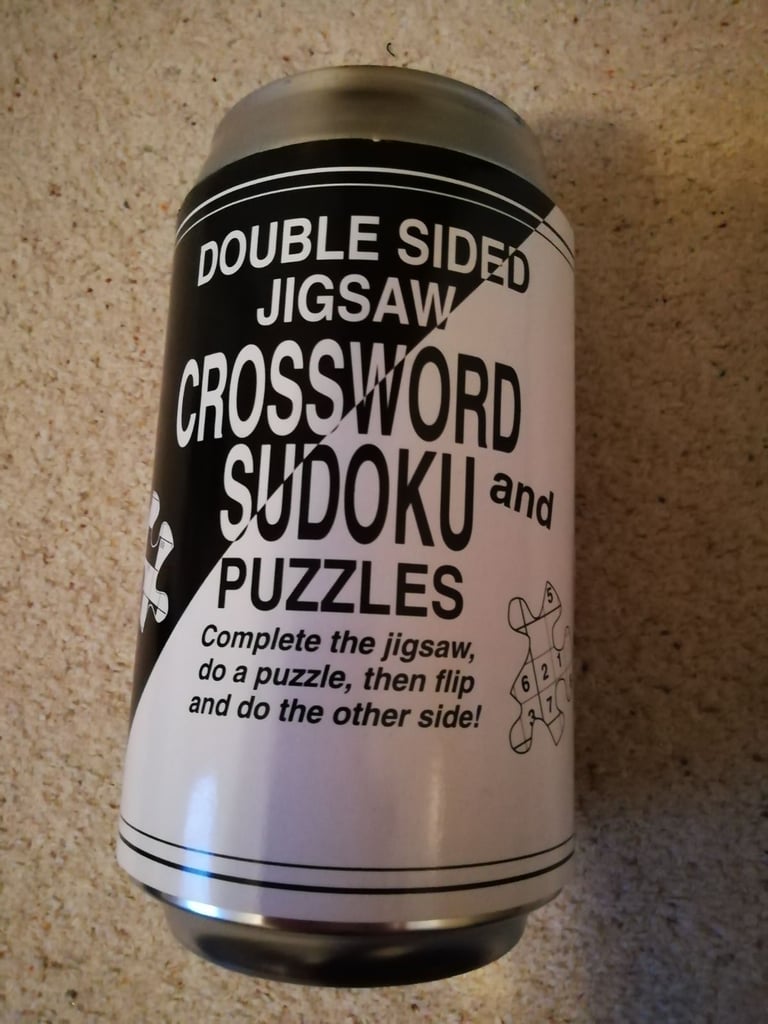 DOUBLE SIDED
JIGSAW
CROSSWORD
SUDOKU and
PUZZLES
Complete the jigsaw,
do a puzzle, then flip
and do the other side!
5
6 2 1
3 7